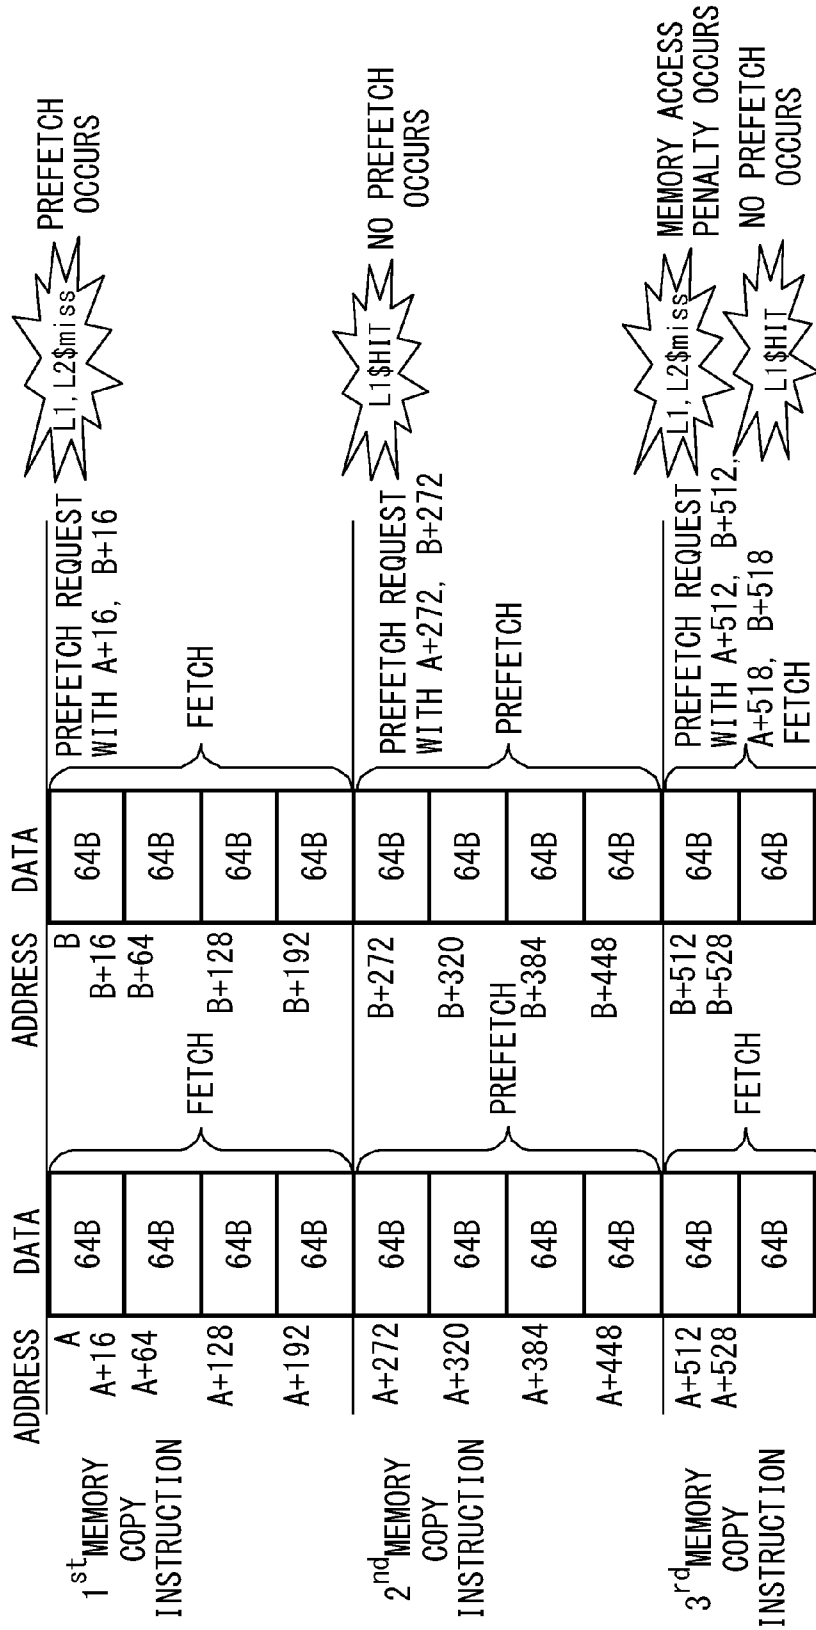 ADDRESS
DATA
ADDRESS
DATA
1st MEMORY
COPY
INSTRUCTION
A
A+16
A+64
A+128
A+192
64B
64B
64B
64B
FETCH
B
B+16
B+64
B+128
B+192
64B
64B
64B
64B
FETCH
PREFETCH REQUEST
WITH A+16, B+16
L1, L2$miss
PREFETCH
OCCURS
2nd MEMORY
COPY
INSTRUCTION
A+272
A+320
A+384
A+448
64B
64B
64B
64B
PREFETCH
B+272
B+320
B+384
B+448
64B
64B
64B
64B
PREFETCH
PREFETCH REQUEST
WITH A+272, B+272
L1$HIT
NO PREFETCH
OCCURS
3rd MEMORY
COPY
INSTRUCTION
A+512
A+528
64B
64B
FETCH
B+512
B+528
64B
64B
PREFETCH REQUEST
WITH A+512, B+512,
A+518, B+518
FETCH
L1, L2$miss
MEMORY ACCESS
PENALTY OCCURS
L1$HIT
NO PREFETCH
OCCURS